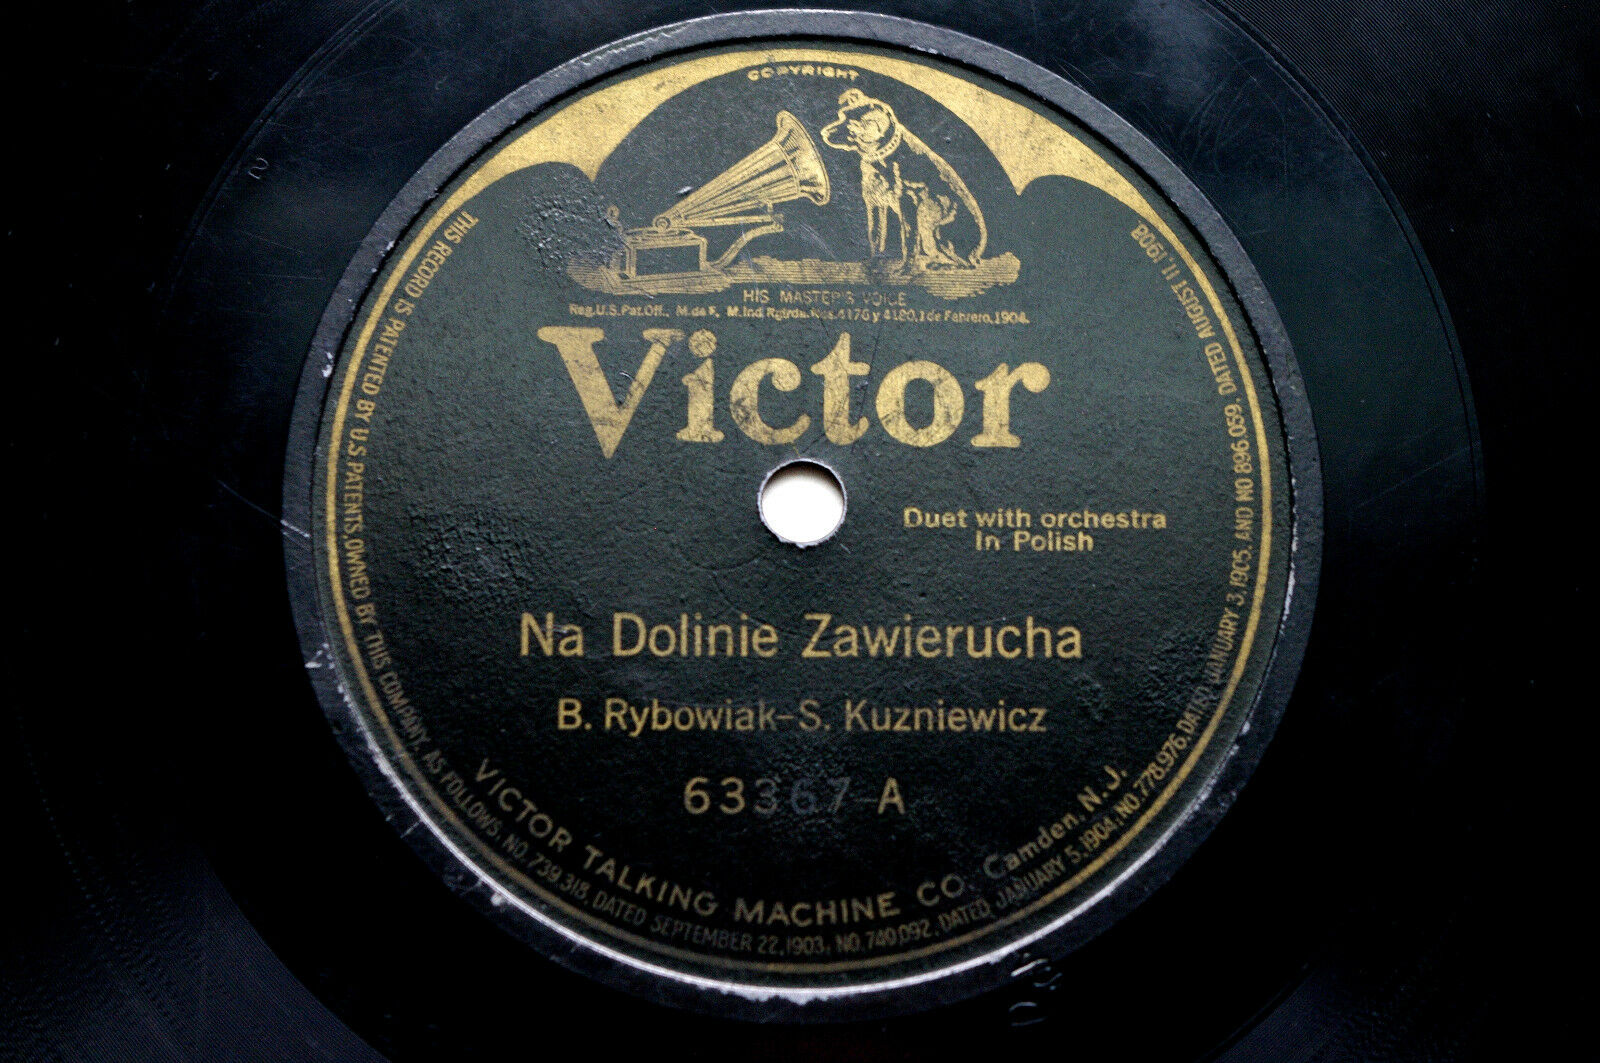 COPYRIGHT
HIS MASTER'S VOICE
Reg.U.S.Pat.Off., M.de F. M.Ind.Rgtrda.Nos.4176 y 4180,1 de Febrero,1904.
Victor
Duet with orchestra
In Polish
Na Dolinie Zawierucha
B. Rybowiak-S. Kuzniewicz
63367-A
VICTOR TALKING MACHINE CO. Camden, N.J.
THIS RECORD IS PATENTED BY U.S PATENTS, OWNED BY THIS COMPANY, AS FOLLOWS, NO. 739,318, DATED SEPTEMBER 22, 1903, NO. 740,092, DATED JANUARY 5, 1904, NO. 778,976, DATED JANUARY 3, 1905, AND NO 896,059, DATED AUGUST 11, 1908